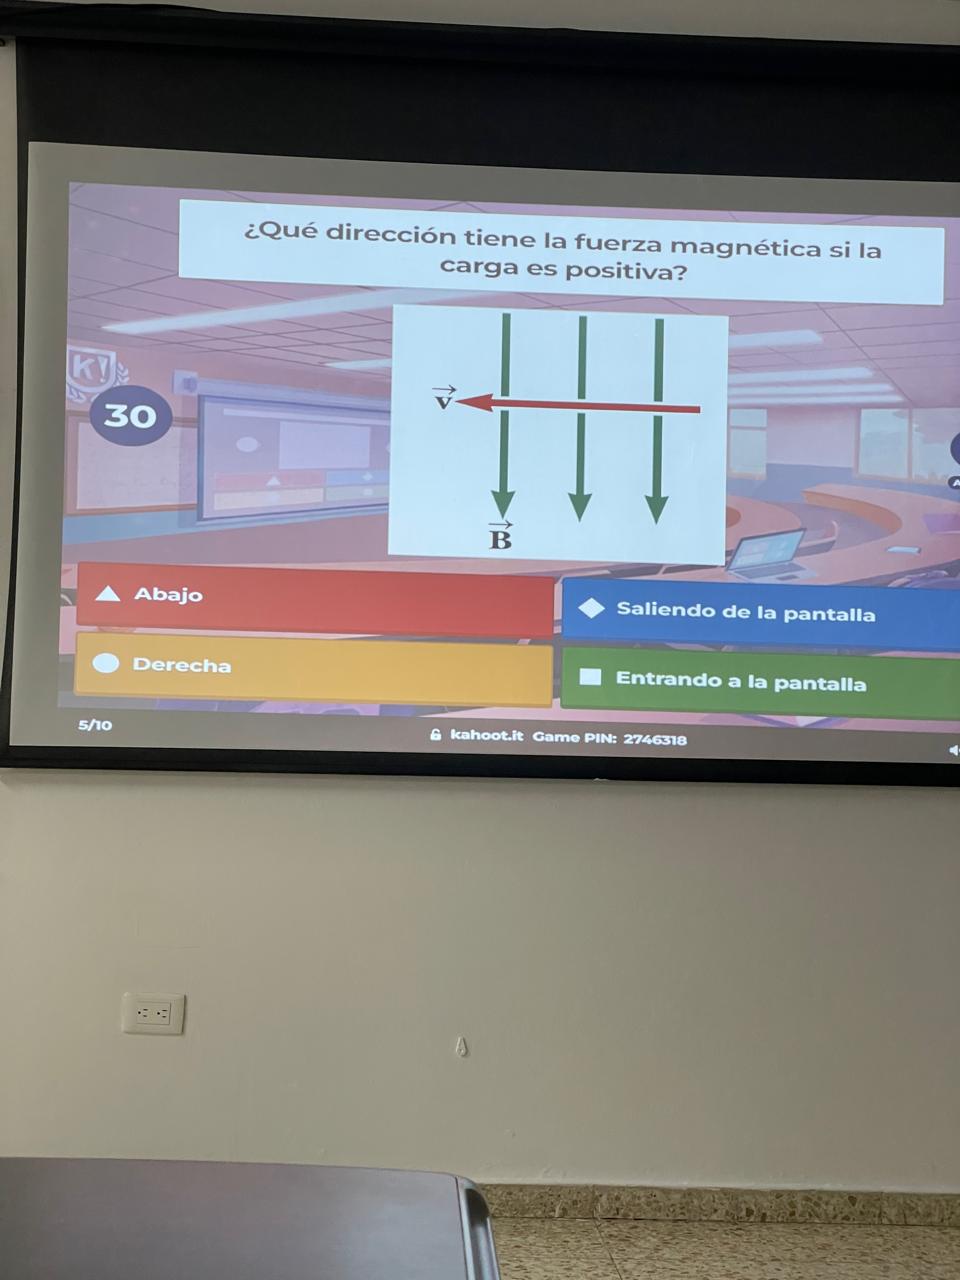 ¿Qué dirección tiene la fuerza magnética si la
carga es positiva?
K!
30
v
B
Abajo
Saliendo de la pantalla
Derecha
Entrando a la pantalla
5/10
kahoot.it Game PIN: 2746318